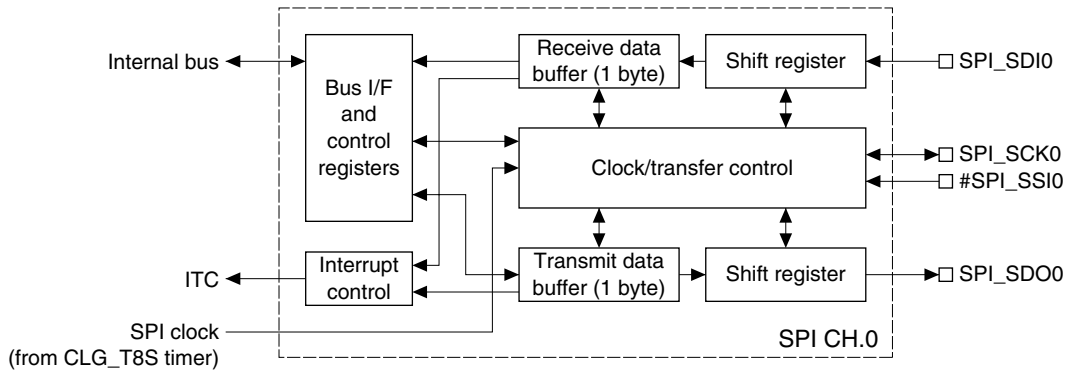 Internal bus
Bus I/F
and
control
registers
Receive data
buffer (1 byte)
Shift register
SPI_SDI0
Clock/transfer control
SPI_SCK0
#SPI_SSI0
ITC
Interrupt
control
Transmit data
buffer (1 byte)
Shift register
SPI_SDO0
SPI clock
(from CLG_T8S timer)
SPI CH.0